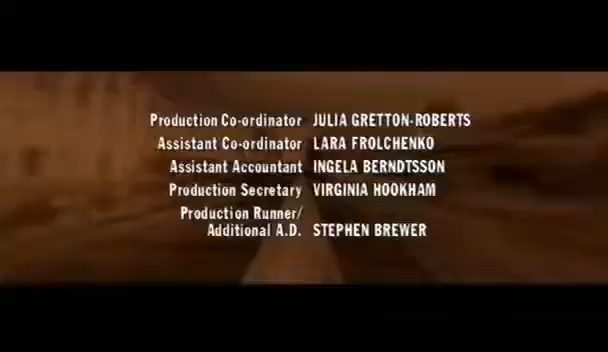 Production Co-ordinator JULIA GRETTON-ROBERTS
Assistant Co-ordinator LARA FROLCHENKO
Assistant Accountant INGELA BERNDTSSON
Production Secretary VIRGINIA HOOKHAM
Production Runner/
Additional A.D. STEPHEN BREWER